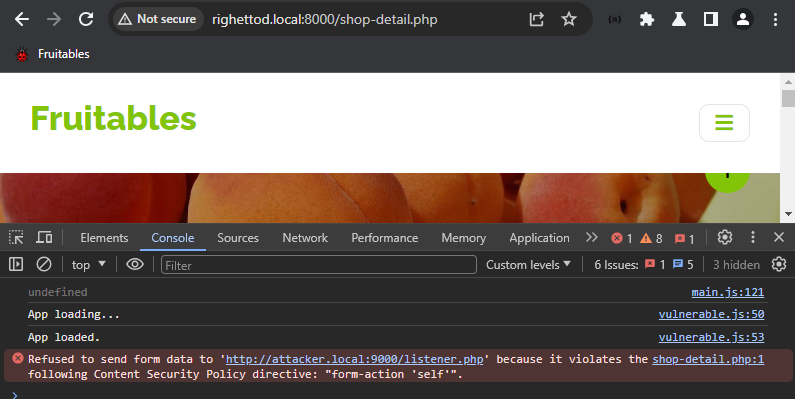 Not secure righettod.local:8000/shop-detail.php
Fruitables
Fruitables
Elements Console Sources Network Performance Memory Application 1 8 1
top Filter Custom levels 6 Issues: 1 5 3 hidden
undefined main.js:121
App loading... vulnerable.js:50
App loaded. vulnerable.js:53
Refused to send form data to 'http://attacker.local:9000/listener.php' because it violates the shop-detail.php:1
following Content Security Policy directive: "form-action 'self'".